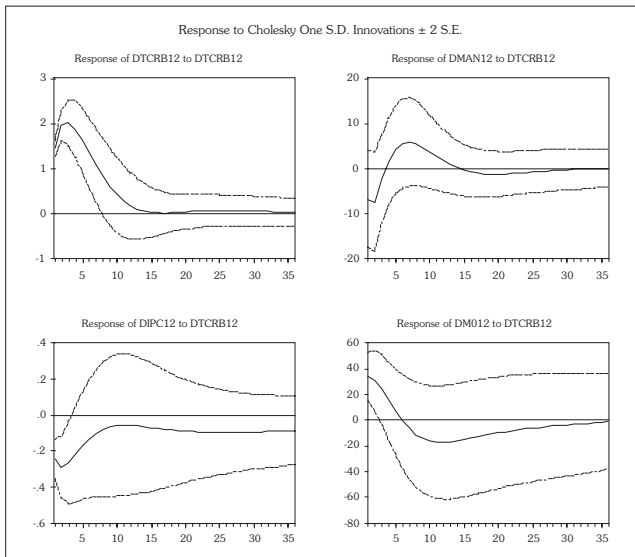 Response to Cholesky One S.D. Innovations ± 2 S.E.
Response of DTCRB12 to DTCRB12
3
2
1
0
-1
5 10 15 20 25 30 35
Response of DMAN12 to DTCRB12
20
10
0
-10
-20
5 10 15 20 25 30 35
Response of DIPC12 to DTCRB12
.4
.2
.0
-.2
-.4
-.6
5 10 15 20 25 30 35
Response of DM012 to DTCRB12
60
40
20
0
-20
-40
-60
-80
5 10 15 20 25 30 35